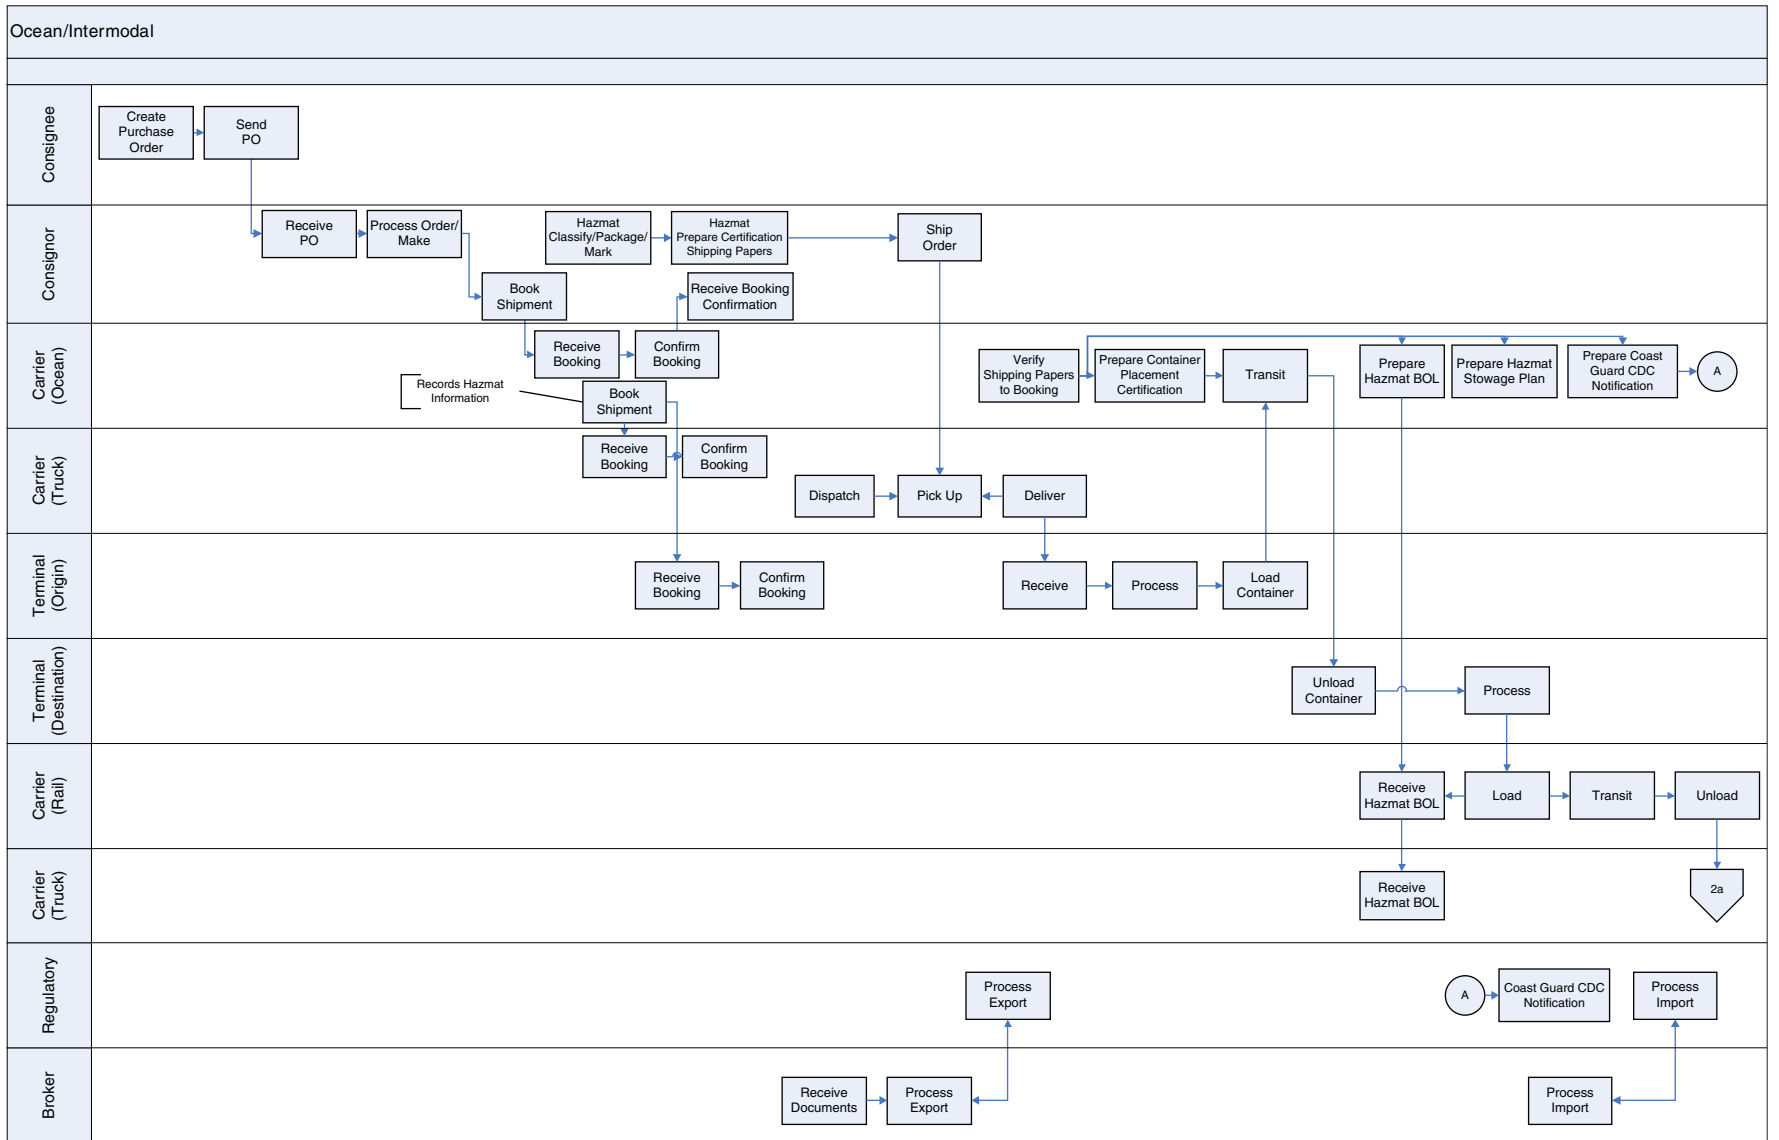 Ocean/Intermodal
Consignee
Create
Purchase
Order
Send
PO
Consignor
Receive
PO
Process Order/
Make
Hazmat
Classify/Package/
Mark
Hazmat
Prepare Certification
Shipping Papers
Ship
Order
Book
Shipment
Receive Booking
Confirmation
Carrier
(Ocean)
Receive
Booking
Confirm
Booking
Records Hazmat
Information
Book
Shipment
Verify
Shipping Papers
to Booking
Prepare Container
Placement
Certification
Transit
Prepare
Hazmat BOL
Prepare Hazmat
Stowage Plan
Prepare Coast
Guard CDC
Notification
A
Carrier
(Truck)
Receive
Booking
Confirm
Booking
Dispatch
Pick Up
Deliver
Terminal
(Origin)
Receive
Booking
Confirm
Booking
Receive
Process
Load
Container
Terminal
(Destination)
Unload
Container
Process
Carrier
(Rail)
Receive
Hazmat BOL
Load
Transit
Unload
Carrier
(Truck)
Receive
Hazmat BOL
2a
Regulatory
Process
Export
A
Coast Guard CDC
Notification
Process
Import
Broker
Receive
Documents
Process
Export
Process
Import